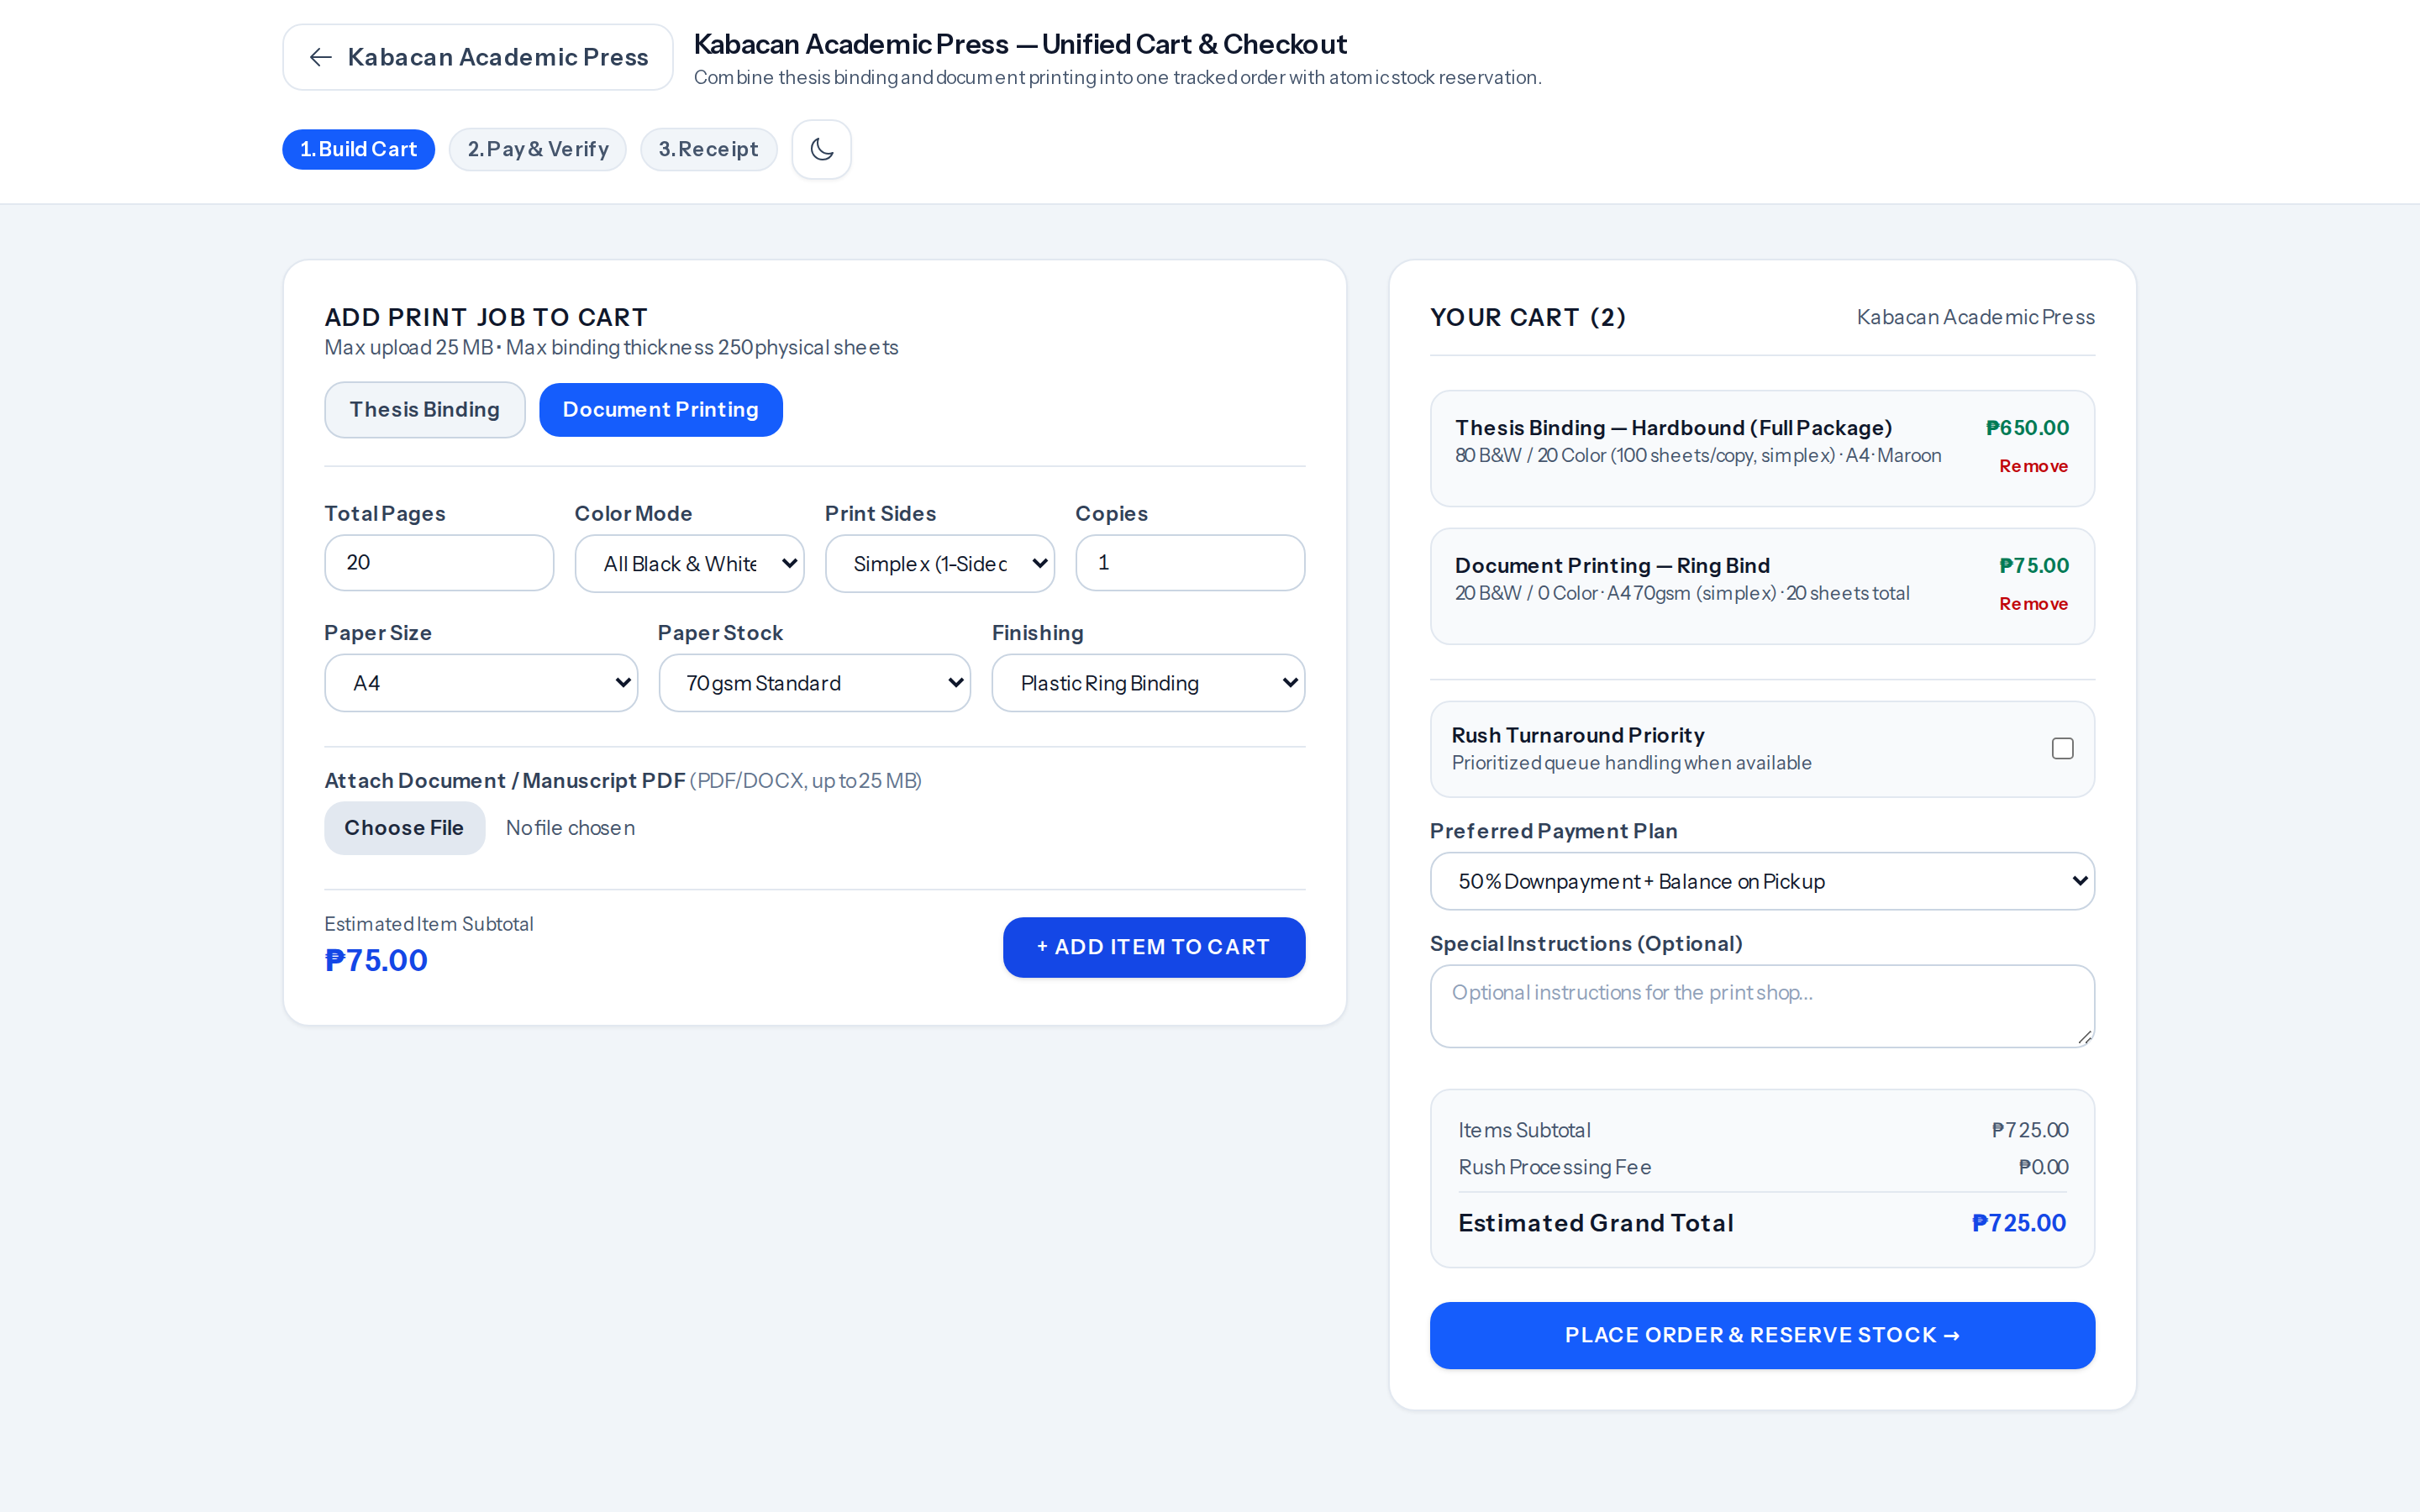 ← Kabacan Academic Press
Kabacan Academic Press — Unified Cart & Checkout
Combine thesis binding and document printing into one tracked order with atomic stock reservation.
1. Build Cart
2. Pay & Verify
3. Receipt
ADD PRINT JOB TO CART
Max upload 25 MB • Max binding thickness 250 physical sheets
Thesis Binding
Document Printing
Total Pages
Color Mode
Print Sides
Copies
20
All Black & White
Simplex (1-Sided
1
Paper Size
Paper Stock
Finishing
A4
70gsm Standard
Plastic Ring Binding
Attach Document / Manuscript PDF (PDF/DOCX, up to 25 MB)
Choose File
No file chosen
Estimated Item Subtotal
₱75.00
+ ADD ITEM TO CART
YOUR CART (2)
Kabacan Academic Press
Thesis Binding — Hardbound (Full Package)
₱650.00
80 B&W / 20 Color (100 sheets/copy, simplex) · A4 · Maroon
Remove
Document Printing — Ring Bind
₱75.00
20 B&W / 0 Color · A4 70gsm (simplex) · 20 sheets total
Remove
Rush Turnaround Priority
Prioritized queue handling when available
Preferred Payment Plan
50% Downpayment + Balance on Pickup
Special Instructions (Optional)
Optional instructions for the print shop...
Items Subtotal
₱725.00
Rush Processing Fee
₱0.00
Estimated Grand Total
₱725.00
PLACE ORDER & RESERVE STOCK →